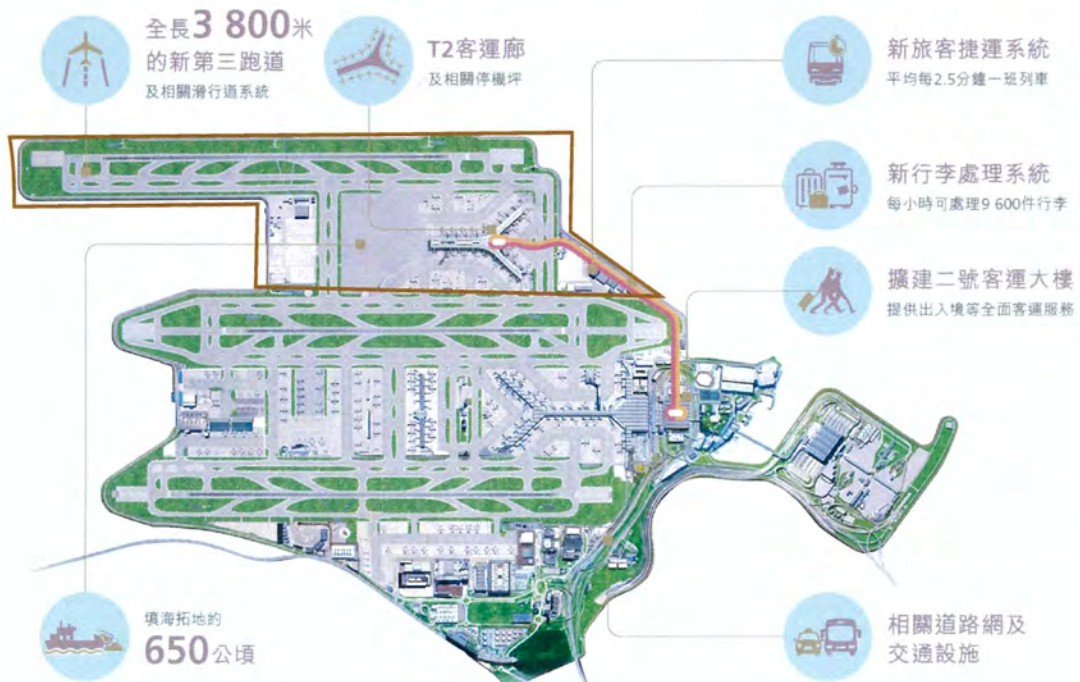 全長3 800米
的新第三跑道
及相關滑行道系統
T2客運廊
及相關停機坪
新旅客捷運系統
平均每2.5分鐘一班列車
新行李處理系統
每小時可處理9 600件行李
擴建二號客運大樓
提供出入境等全面客運服務
填海拓地約
650公頃
相關道路網及
交通設施